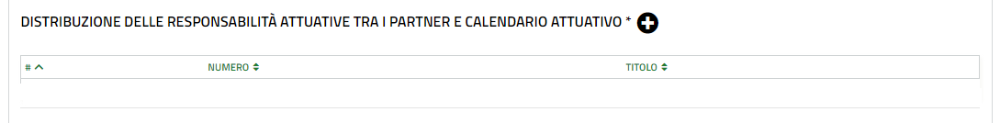 DISTRIBUZIONE DELLE RESPONSABILITÀ ATTUATIVE TRA I PARTNER E CALENDARIO ATTUATIVO *
# NUMERO TITOLO